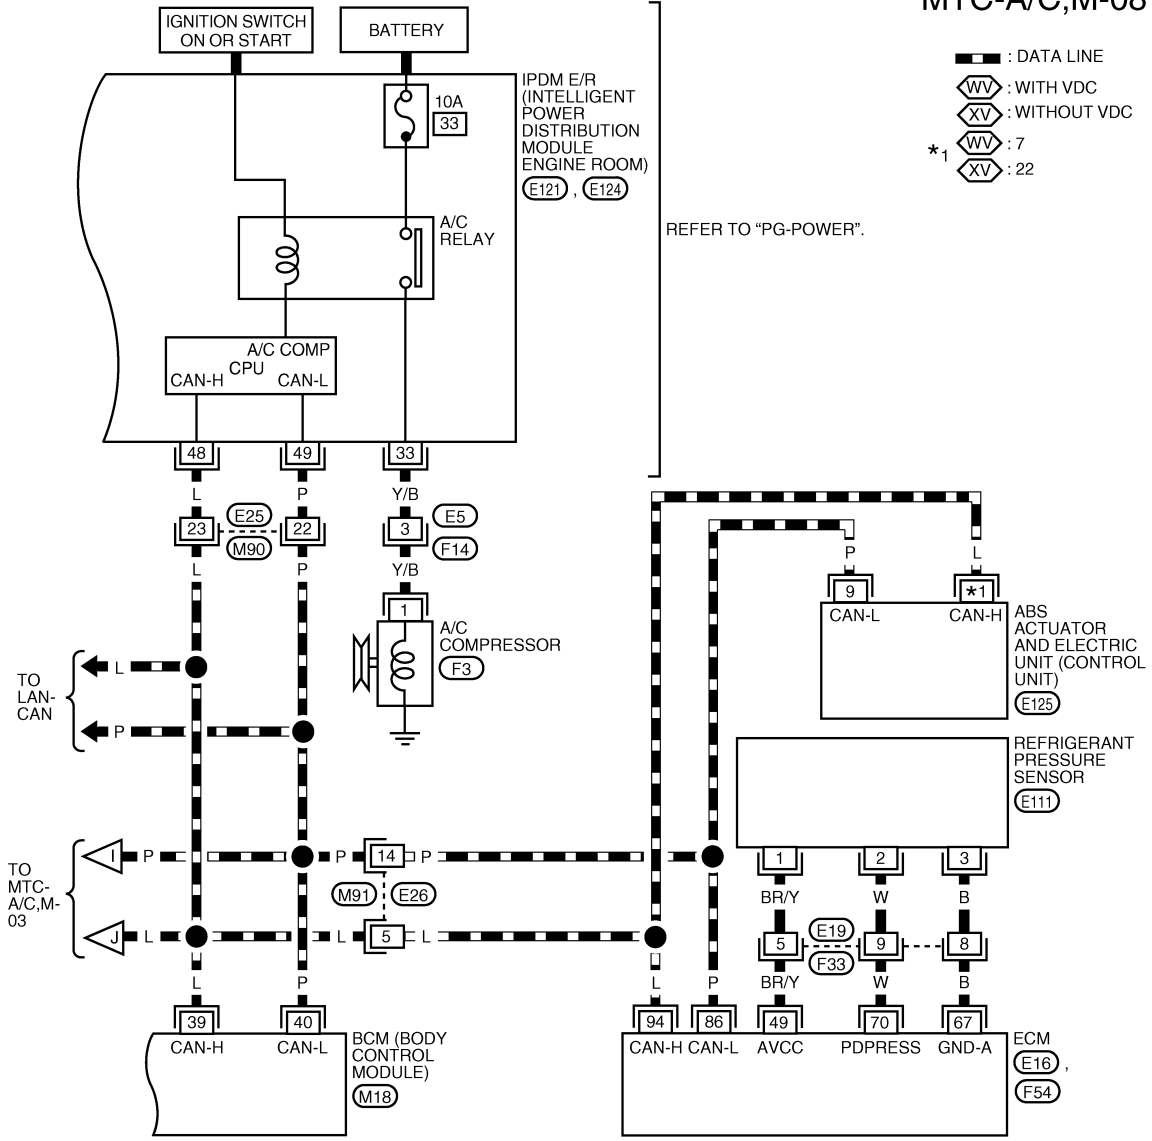 MTC-A/C,M-08
IGNITION SWITCH
ON OR START
BATTERY
: DATA LINE
WV : WITH VDC
XV : WITHOUT VDC
*1 WV : 7
XV : 22
10A
33
IPDM E/R
(INTELLIGENT
POWER
DISTRIBUTION
MODULE
ENGINE ROOM)
E121 , E124
A/C
RELAY
REFER TO “PG-POWER”.
A/C COMP
CPU
CAN-H CAN-L
48 49 33
L P Y/B
23 E25 22 3 E5
M90 F14
L P Y/B
1
A/C
COMPRESSOR
F3
P L
9 *1
CAN-L CAN-H
ABS
ACTUATOR
AND ELECTRIC
UNIT (CONTROL
UNIT)
E125
TO
LAN-
CAN
L
P
REFRIGERANT
PRESSURE
SENSOR
E111
1 2 3
BR/Y W B
TO
MTC-
A/C,M-
03
I P P 14 P
M91 E26
J L L 5 L
5 E19 9 8
F33
BR/Y W B
L P L P
39 40
CAN-H CAN-L
BCM (BODY
CONTROL
MODULE)
M18
94 86 49 70 67
CAN-H CAN-L AVCC PDPRESS GND-A
ECM
E16 ,
F54